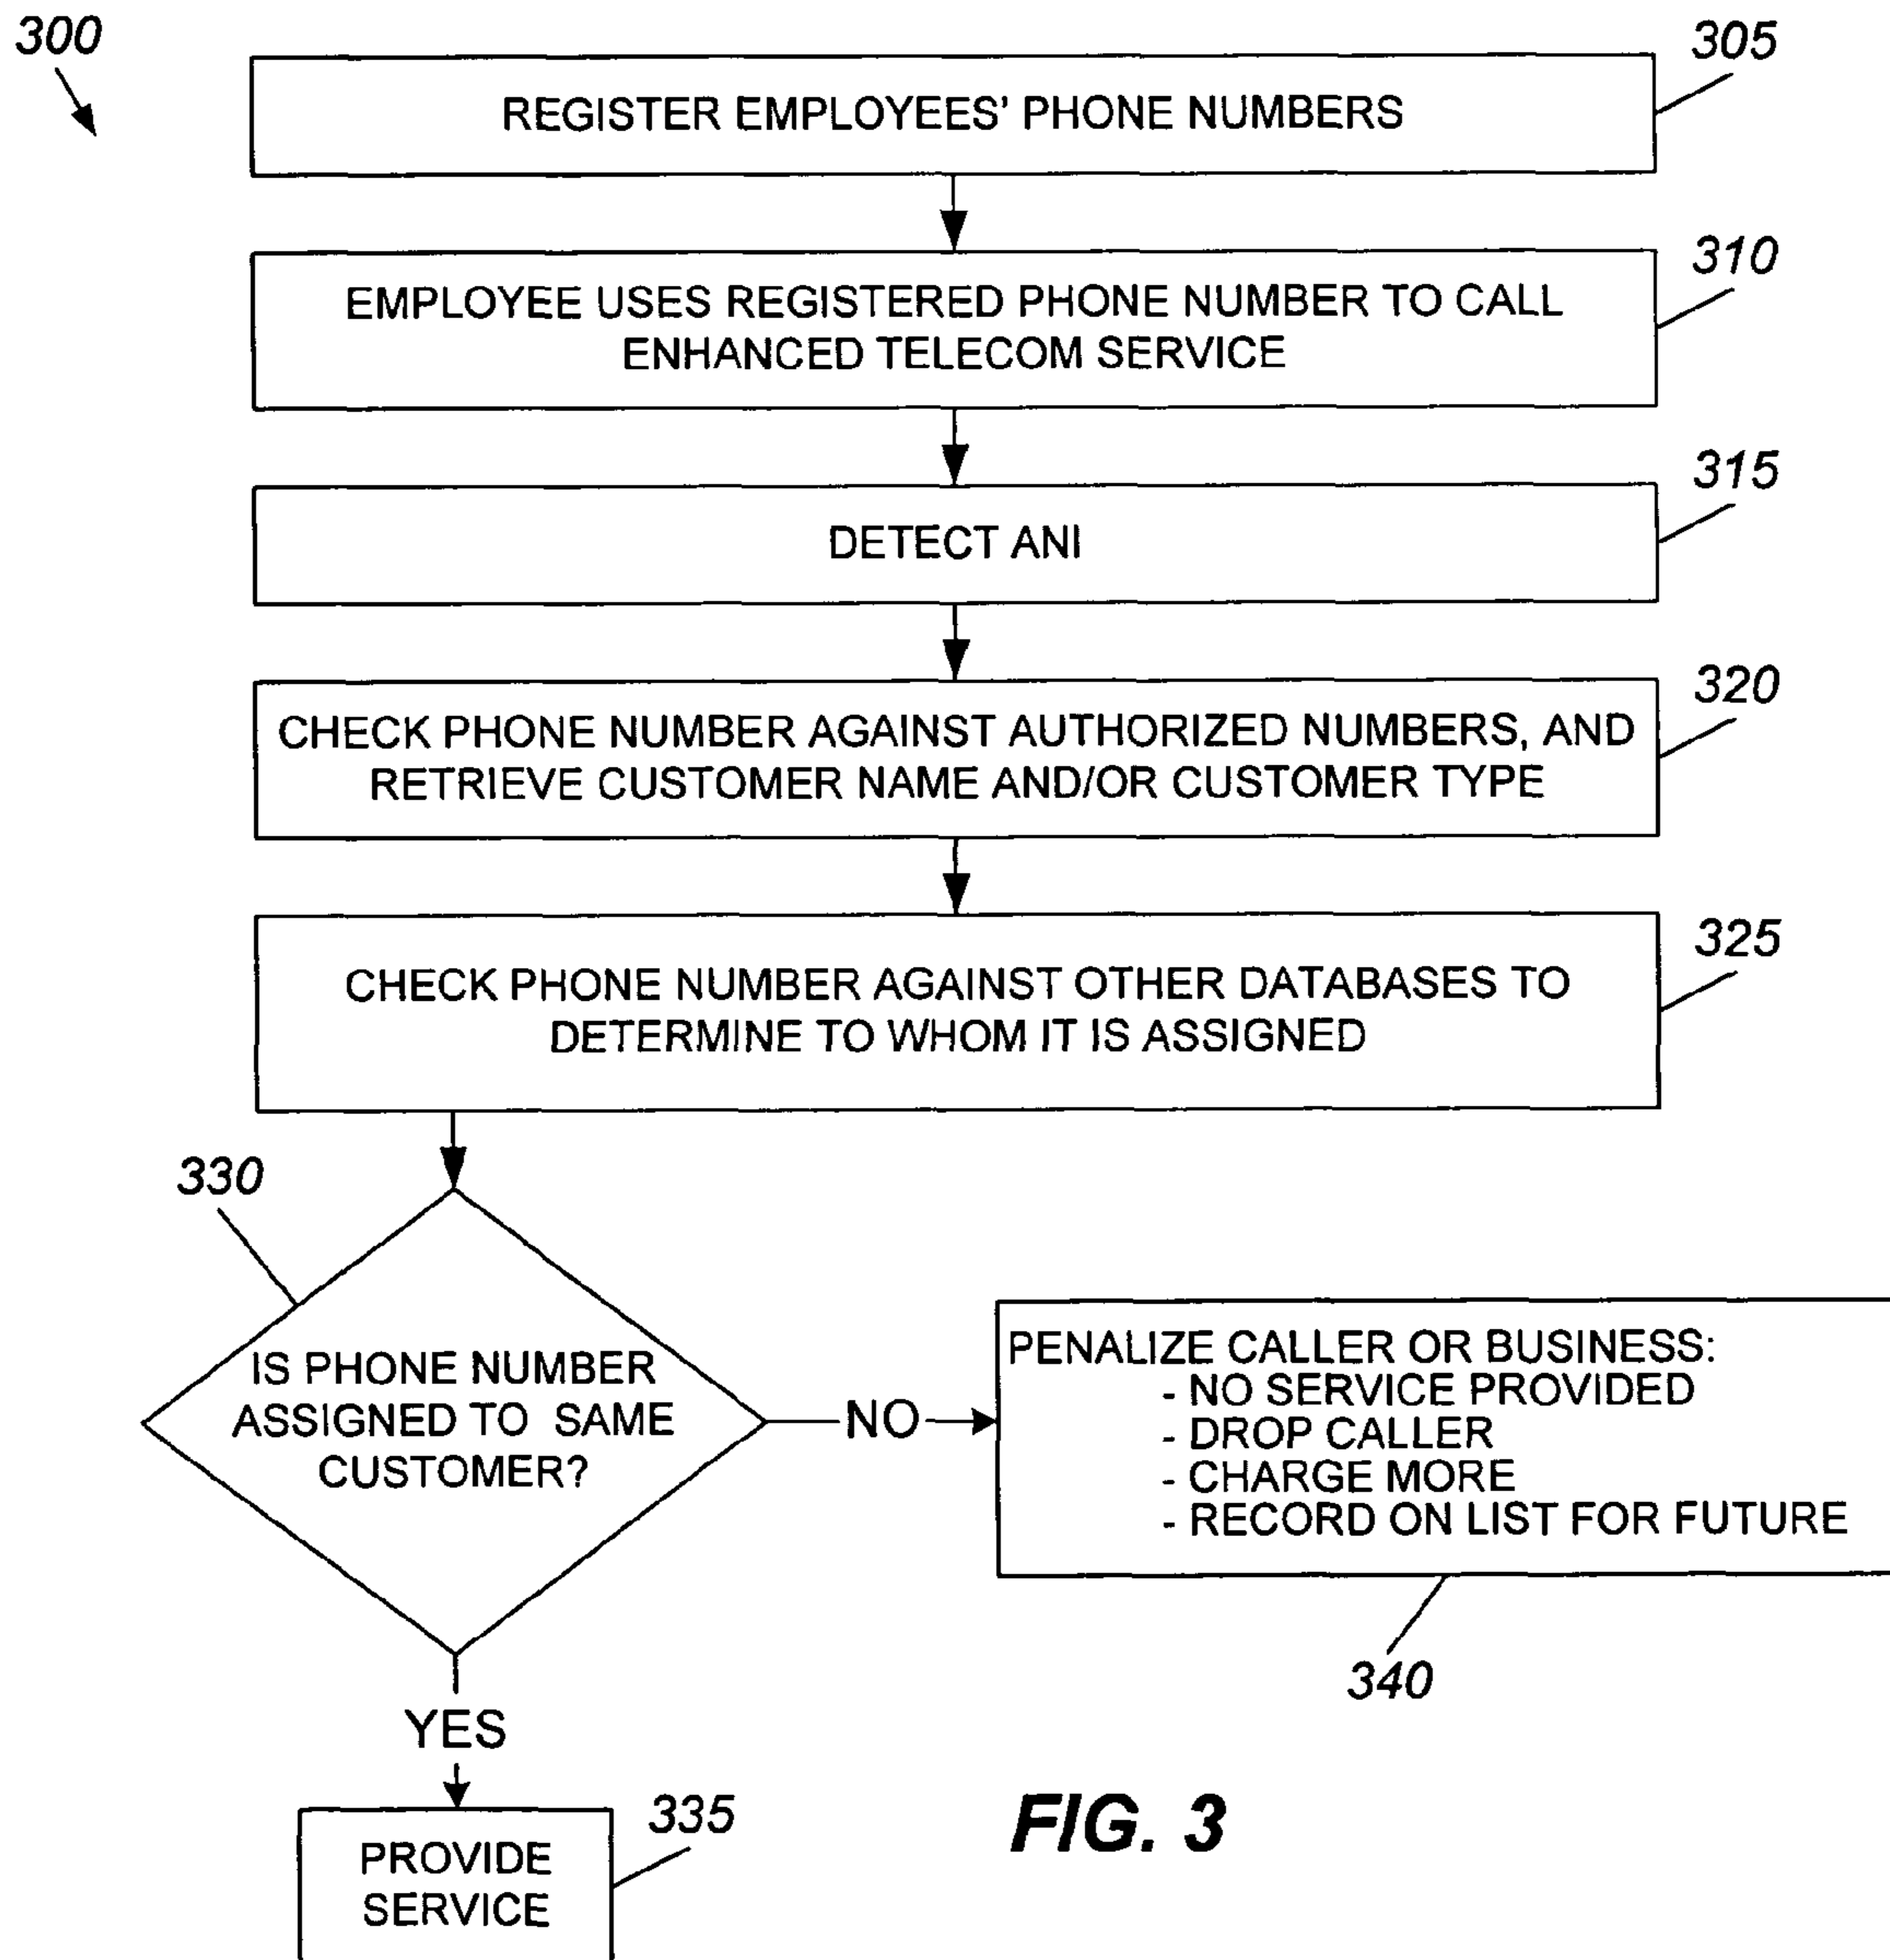 300
305
REGISTER EMPLOYEES' PHONE NUMBERS
310
EMPLOYEE USES REGISTERED PHONE NUMBER TO CALL
ENHANCED TELECOM SERVICE
315
DETECT ANI
320
CHECK PHONE NUMBER AGAINST AUTHORIZED NUMBERS, AND
RETRIEVE CUSTOMER NAME AND/OR CUSTOMER TYPE
325
CHECK PHONE NUMBER AGAINST OTHER DATABASES TO
DETERMINE TO WHOM IT IS ASSIGNED
330
IS PHONE NUMBER
ASSIGNED TO SAME
CUSTOMER?
NO
PENALIZE CALLER OR BUSINESS:
- NO SERVICE PROVIDED
- DROP CALLER
- CHARGE MORE
- RECORD ON LIST FOR FUTURE
340
YES
335
PROVIDE
SERVICE
FIG. 3